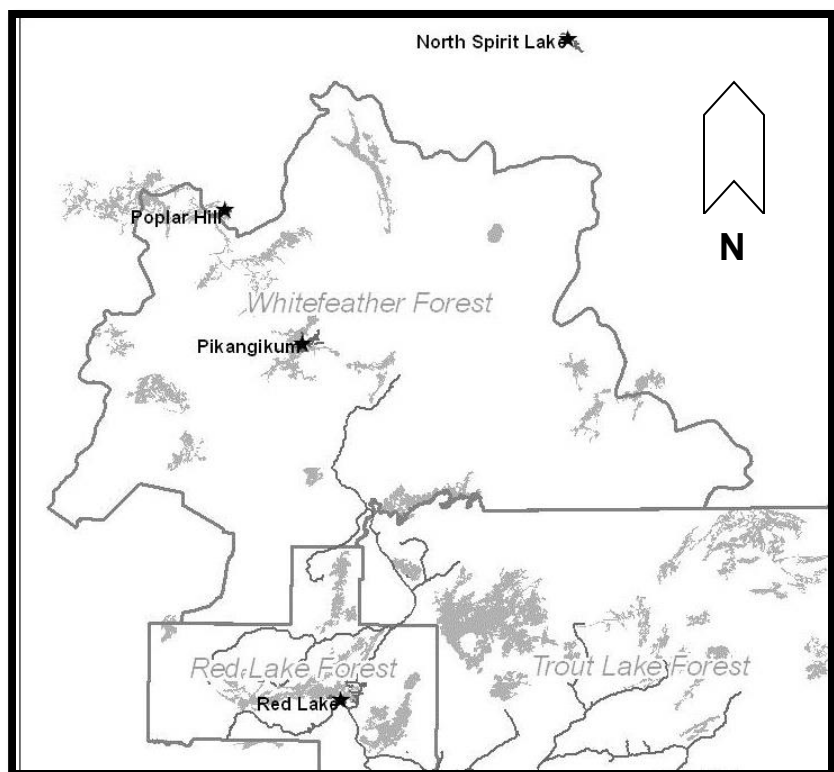 North Spirit Lake
N
Poplar Hill
Whitefeather Forest
Pikangikum
Red Lake Forest
Trout Lake Forest
Red Lake